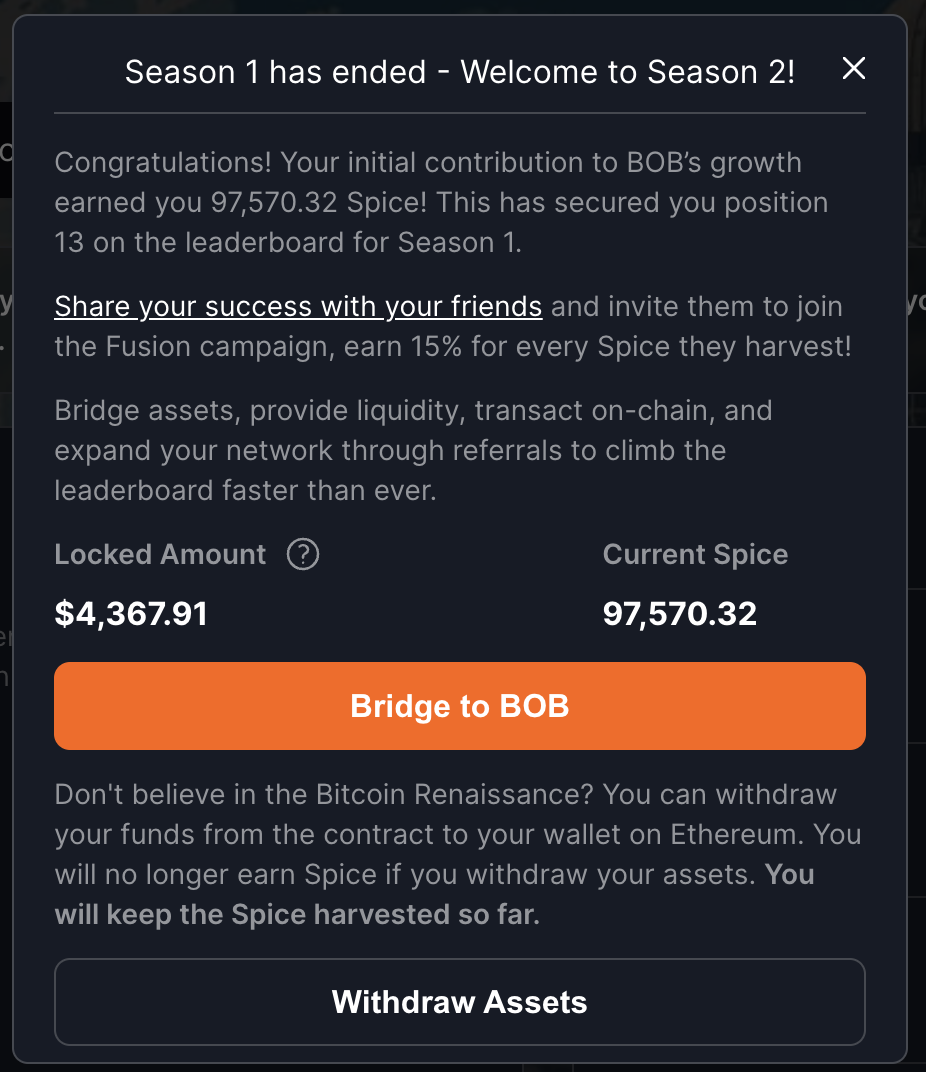 Season 1 has ended - Welcome to Season 2!
Congratulations! Your initial contribution to BOB’s growth
earned you 97,570.32 Spice! This has secured you position
13 on the leaderboard for Season 1.
Share your success with your friends and invite them to join
the Fusion campaign, earn 15% for every Spice they harvest!
Bridge assets, provide liquidity, transact on-chain, and
expand your network through referrals to climb the
leaderboard faster than ever.
Locked Amount ?
Current Spice
$4,367.91
97,570.32
Bridge to BOB
Don't believe in the Bitcoin Renaissance? You can withdraw
your funds from the contract to your wallet on Ethereum. You
will no longer earn Spice if you withdraw your assets. You
will keep the Spice harvested so far.
Withdraw Assets